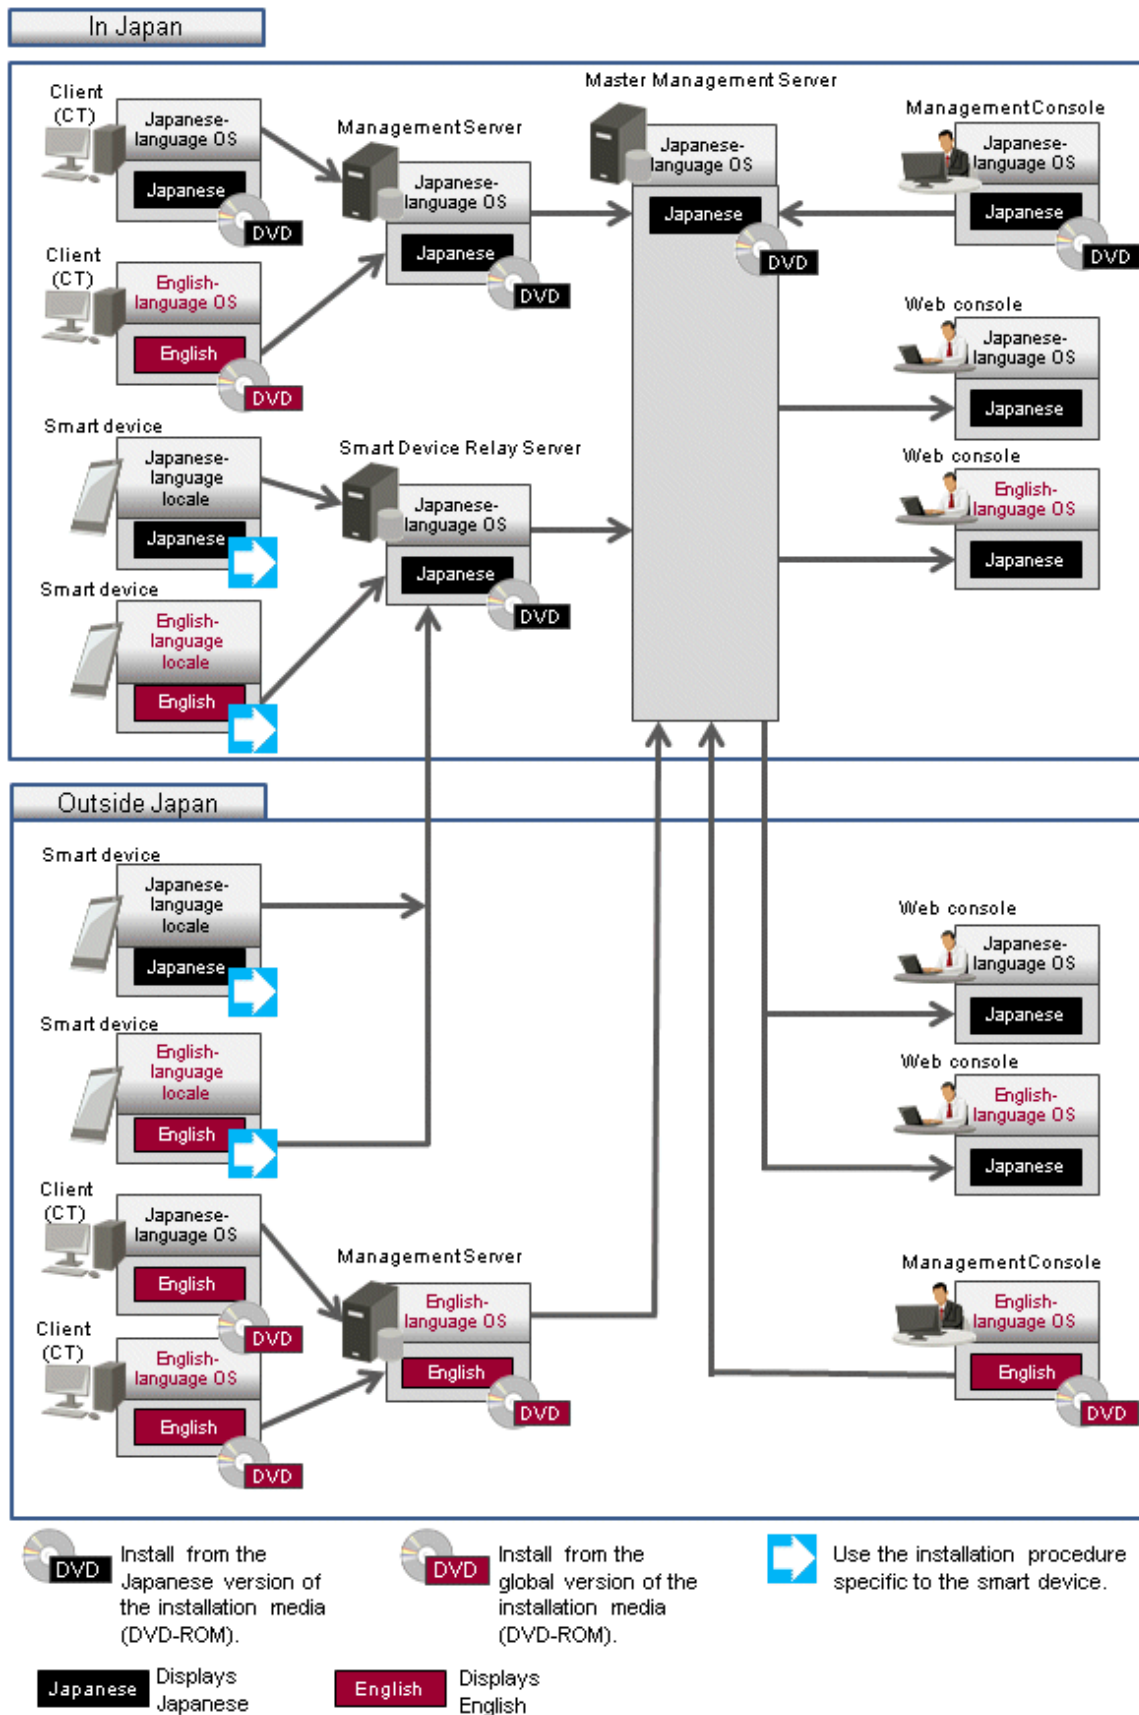 In Japan
Client
(CT)
Japanese-
language OS
Japanese
DVD
Client
(CT)
English-
language OS
English
DVD
Smart device
Japanese-
language
locale
Japanese
Smart device
English-
language
locale
English
Management Server
Japanese-
language OS
Japanese
DVD
Smart Device Relay Server
Japanese-
language OS
Japanese
DVD
Master Management Server
Japanese-
language OS
Japanese
DVD
Management Console
Japanese-
language OS
Japanese
DVD
Web console
Japanese-
language OS
Japanese
Web console
English-
language OS
Japanese
Outside Japan
Smart device
Japanese-
language
locale
Japanese
Smart device
English-
language
locale
English
Client
(CT)
Japanese-
language OS
English
DVD
Client
(CT)
English-
language OS
English
DVD
Management Server
English-
language OS
English
DVD
Web console
Japanese-
language OS
Japanese
Web console
English-
language OS
Japanese
Management Console
English-
language OS
English
DVD
DVD
Install from the
Japanese version of
the installation media
(DVD-ROM).
DVD
Install from the
global version of the
installation media
(DVD-ROM).
Use the installation procedure
specific to the smart device.
Japanese
Displays
Japanese
English
Displays
English